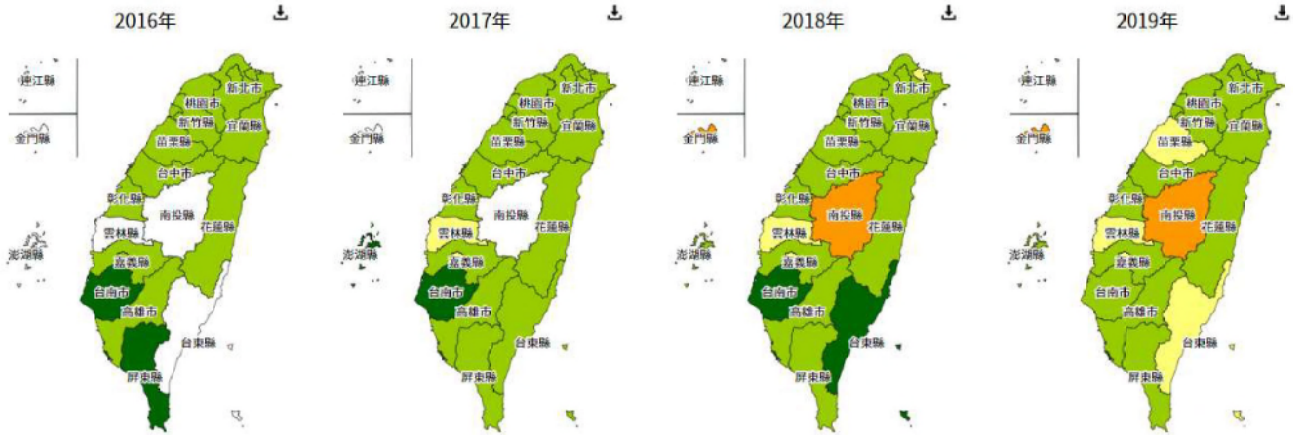 2016年
連江縣
金門縣
澎湖縣
新北市
桃園市
新竹縣
宜蘭縣
苗栗縣
台中市
彰化縣
南投縣
花蓮縣
雲林縣
嘉義縣
台南市
高雄市
台東縣
屏東縣
2017年
連江縣
金門縣
澎湖縣
新北市
桃園市
新竹縣
宜蘭縣
苗栗縣
台中市
彰化縣
南投縣
花蓮縣
雲林縣
嘉義縣
台南市
高雄市
台東縣
屏東縣
2018年
連江縣
金門縣
澎湖縣
新北市
桃園市
新竹縣
宜蘭縣
苗栗縣
台中市
彰化縣
南投縣
花蓮縣
雲林縣
嘉義縣
台南市
高雄市
台東縣
屏東縣
2019年
連江縣
金門縣
澎湖縣
新北市
桃園市
新竹縣
宜蘭縣
苗栗縣
台中市
彰化縣
南投縣
花蓮縣
雲林縣
嘉義縣
台南市
高雄市
台東縣
屏東縣